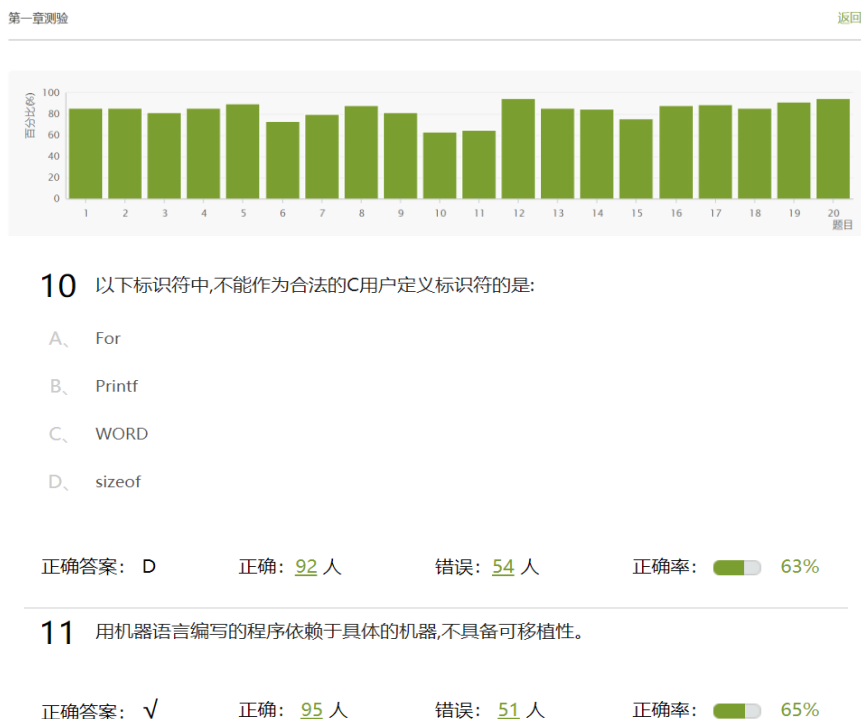 第一章测验 返回
百分比(%)
100
80
60
40
20
0
1 2 3 4 5 6 7 8 9 10 11 12 13 14 15 16 17 18 19 20
题目
10 以下标识符中,不能作为合法的C用户定义标识符的是:
A、 For
B、 Printf
C、 WORD
D、 sizeof
正确答案： D 正确： 92 人 错误： 54 人 正确率： 63%
11 用机器语言编写的程序依赖于具体的机器,不具备可移植性。
正确答案： √ 正确： 95 人 错误： 51 人 正确率： 65%